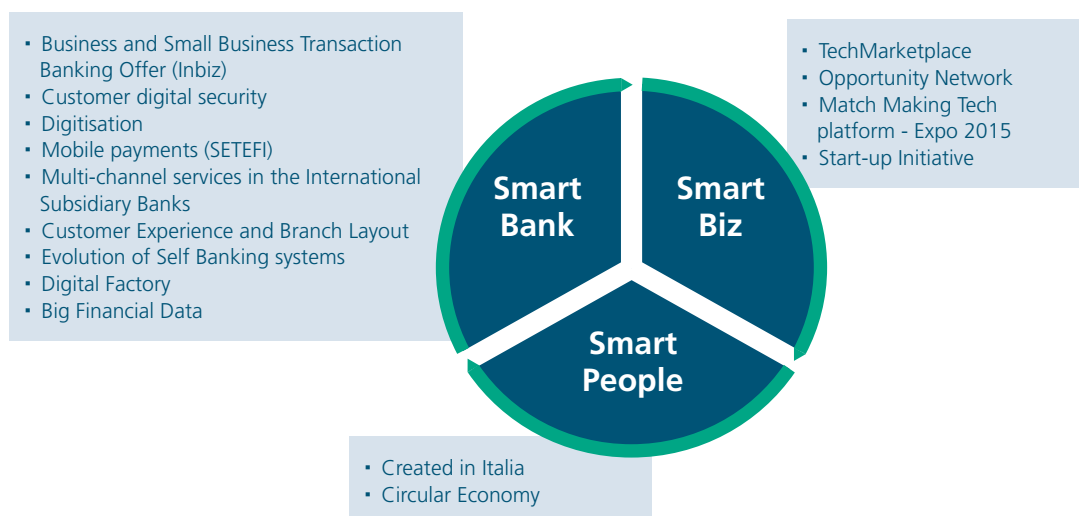 ▪ Business and Small Business Transaction
Banking Offer (Inbiz)
▪ Customer digital security
▪ Digitisation
▪ Mobile payments (SETEFI)
▪ Multi-channel services in the International
Subsidiary Banks
▪ Customer Experience and Branch Layout
▪ Evolution of Self Banking systems
▪ Digital Factory
▪ Big Financial Data
Smart
Bank
Smart
Biz
▪ TechMarketplace
▪ Opportunity Network
▪ Match Making Tech
platform - Expo 2015
▪ Start-up Initiative
Smart
People
▪ Created in Italia
▪ Circular Economy